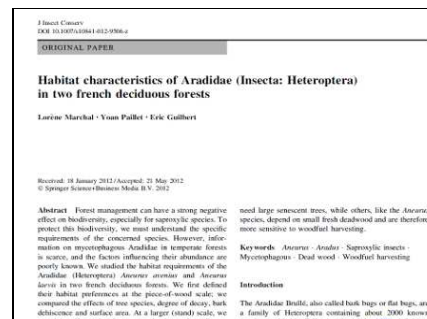 J Insect Conserv
DOI 10.1007/s10841-012-9506-z
ORIGINAL PAPER
Habitat characteristics of Aradidae (Insecta: Heteroptera)
in two french deciduous forests
Lorène Marchal · Yoan Paillet · Eric Guilbert
Received: 18 January 2012 / Accepted: 21 May 2012
© Springer Science+Business Media B.V. 2012
Abstract Forest management can have a strong negative
effect on biodiversity, especially for saproxylic species. To
protect this biodiversity, we must understand the specific
requirements of the concerned species. However, infor-
mation on mycetophagous Aradidae in temperate forests
is scarce, and the factors influencing their abundance are
poorly known. We studied the habitat requirements of the
Aradidae (Heteroptera) Aneurus avenius and Aneurus
laevis in two french deciduous forests. We first defined
their habitat preferences at the piece-of-wood scale; we
compared the effects of tree species, degree of decay, bark
dehiscence and surface area. At a larger (stand) scale, we
need large senescent trees, while others, like the Aneurus
species, depend on small fresh deadwood and are therefore
more sensitive to woodfuel harvesting.
Keywords Aneurus · Aradus · Saproxylic insects ·
Mycetophagous · Dead wood · Woodfuel harvesting
Introduction
The Aradidae Brullé, also called bark bugs or flat bugs, are
a family of Heteroptera containing about 2000 known